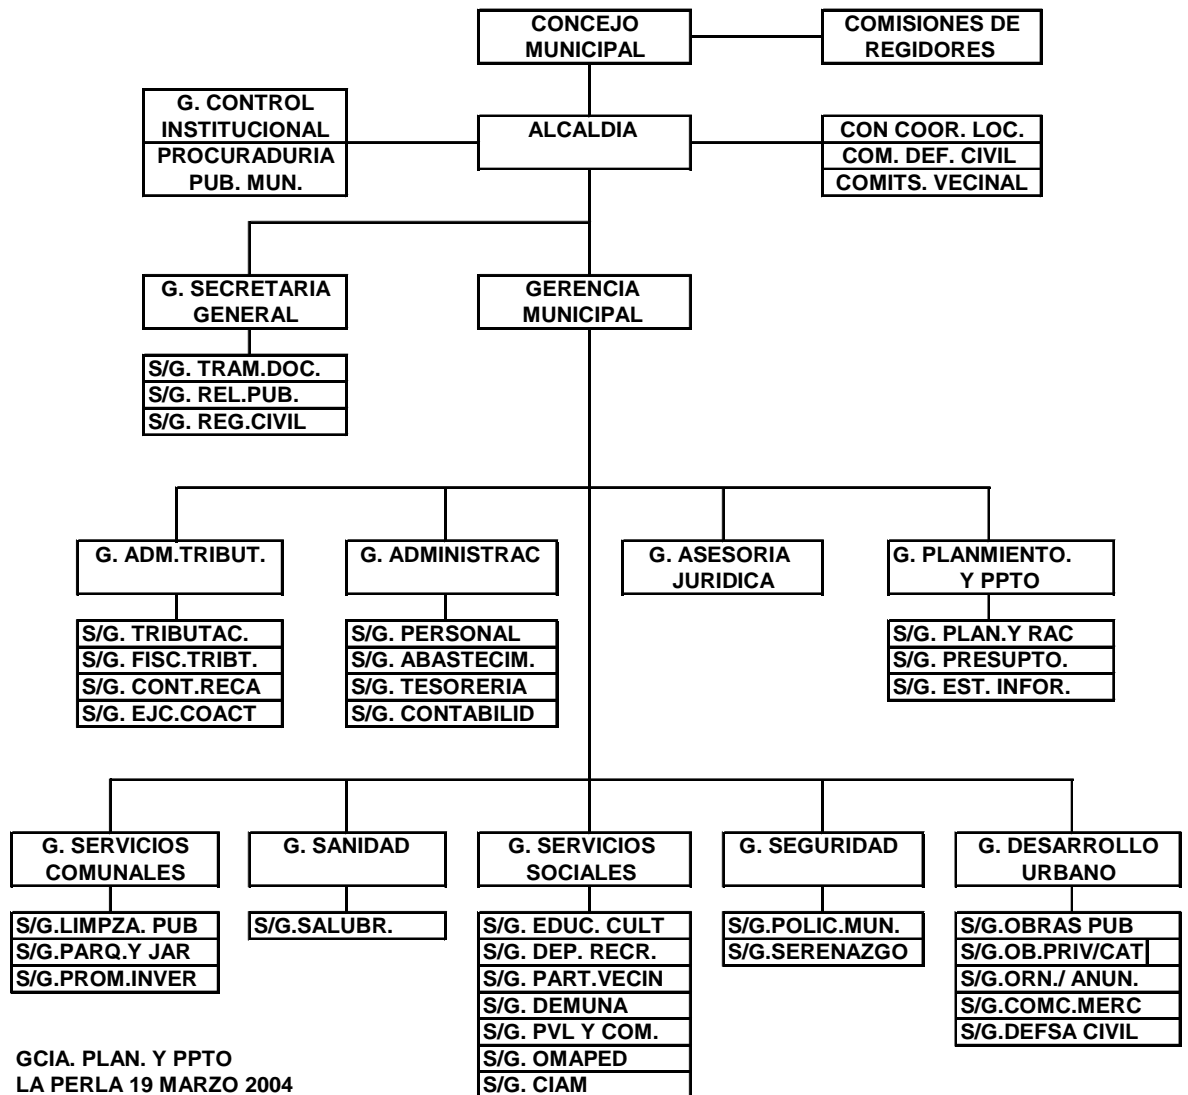 CONCEJO
MUNICIPAL
COMISIONES DE
REGIDORES
G. CONTROL
INSTITUCIONAL
PROCURADURIA
PUB. MUN.
ALCALDIA
CON COOR. LOC.
COM. DEF. CIVIL
COMITS. VECINAL
G. SECRETARIA
GENERAL
S/G. TRAM.DOC.
S/G. REL.PUB.
S/G. REG.CIVIL
GERENCIA
MUNICIPAL
G. ADM.TRIBUT.
S/G. TRIBUTAC.
S/G. FISC.TRIBT.
S/G. CONT.RECA
S/G. EJC.COACT
G. ADMINISTRAC
S/G. PERSONAL
S/G. ABASTECIM.
S/G. TESORERIA
S/G. CONTABILID
G. ASESORIA
JURIDICA
G. PLANMIENTO.
Y PPTO
S/G. PLAN.Y RAC
S/G. PRESUPTO.
S/G. EST. INFOR.
G. SERVICIOS
COMUNALES
S/G.LIMPZA. PUB
S/G.PARQ.Y JAR
S/G.PROM.INVER
G. SANIDAD
S/G.SALUBR.
G. SERVICIOS
SOCIALES
S/G. EDUC. CULT
S/G. DEP. RECR.
S/G. PART.VECIN
S/G. DEMUNA
S/G. PVL Y COM.
S/G. OMAPED
S/G. CIAM
G. SEGURIDAD
S/G.POLIC.MUN.
S/G.SERENAZGO
G. DESARROLLO
URBANO
S/G.OBRAS PUB
S/G.OB.PRIV/CAT
S/G.ORN./ ANUN.
S/G.COMC.MERC
S/G.DEFSA CIVIL
GCIA. PLAN. Y PPTO
LA PERLA 19 MARZO 2004